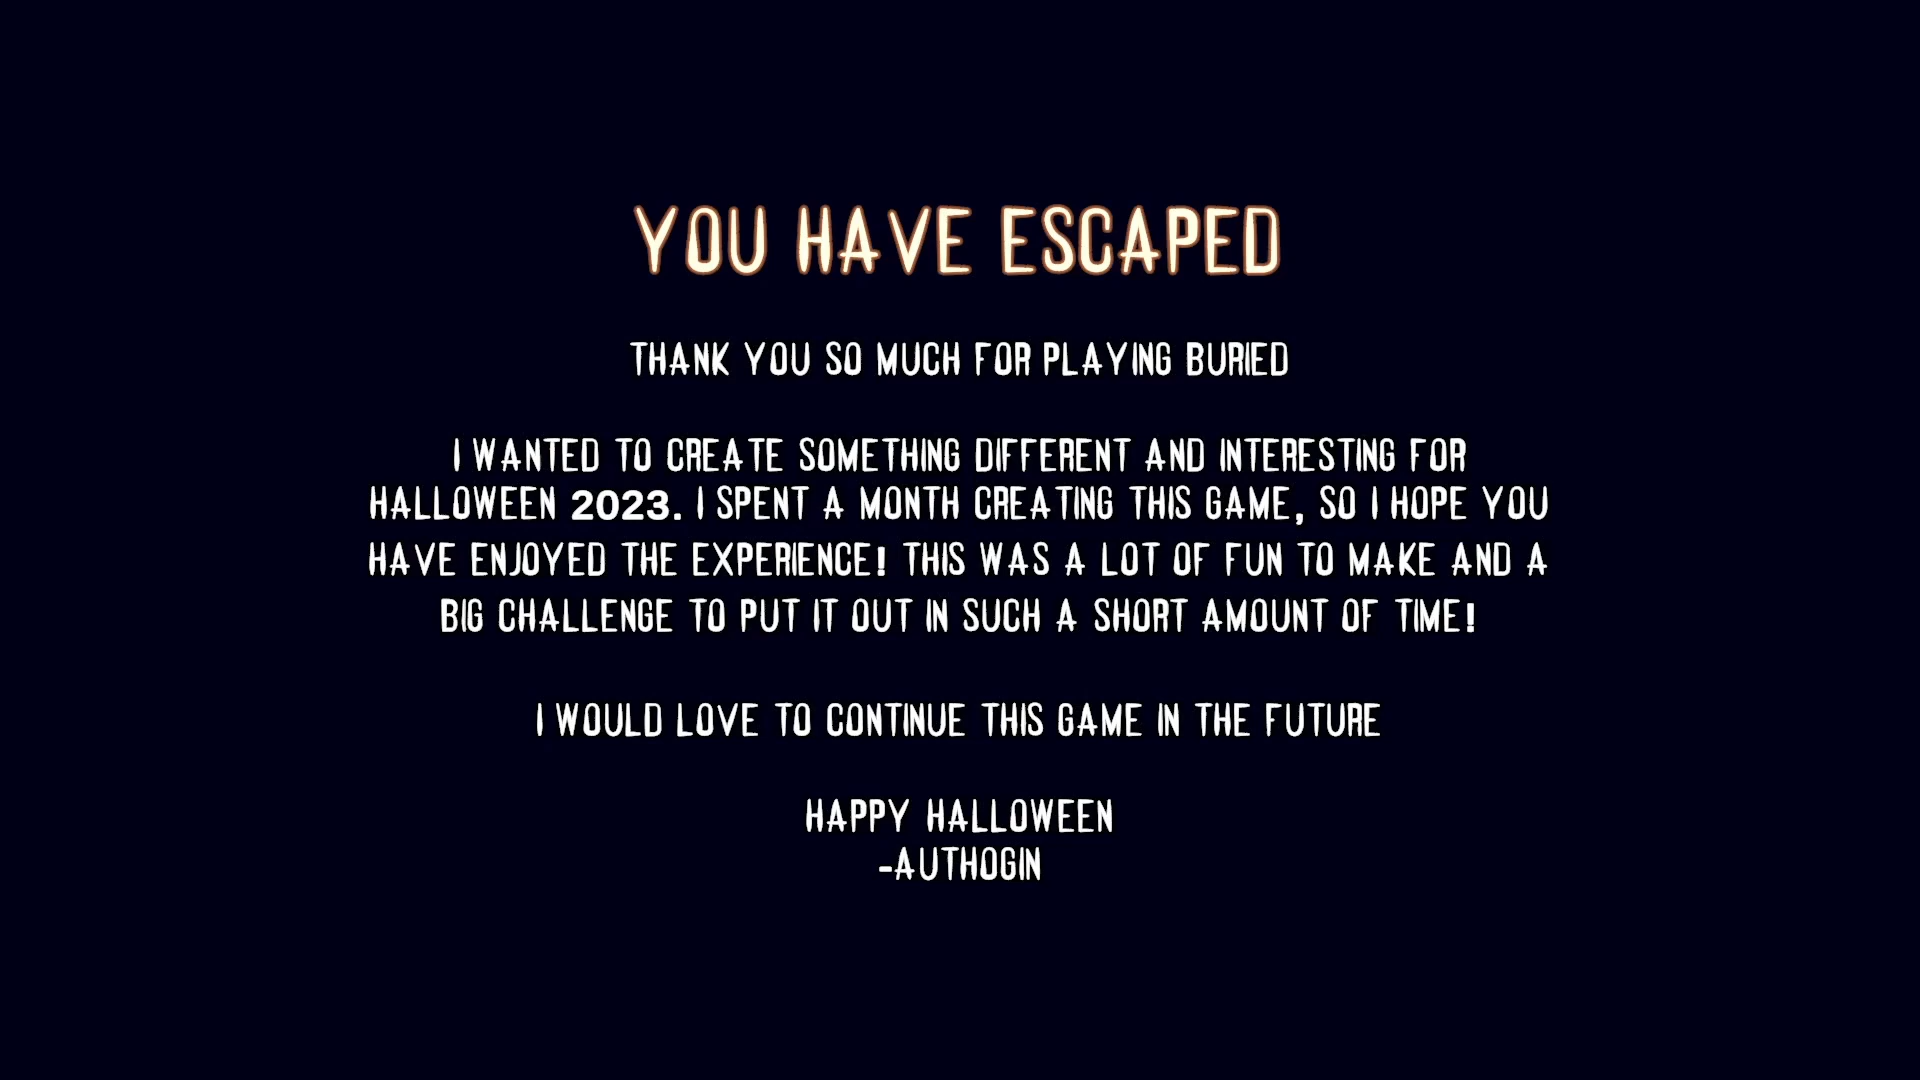 YOU HAVE ESCAPED
THANK YOU SO MUCH FOR PLAYING BURIED
I WANTED TO CREATE SOMETHING DIFFERENT AND INTERESTING FOR
HALLOWEEN 2023. I SPENT A MONTH CREATING THIS GAME, SO I HOPE YOU
HAVE ENJOYED THE EXPERIENCE! THIS WAS A LOT OF FUN TO MAKE AND A
BIG CHALLENGE TO PUT IT OUT IN SUCH A SHORT AMOUNT OF TIME!
I WOULD LOVE TO CONTINUE THIS GAME IN THE FUTURE
HAPPY HALLOWEEN
-AUTHOGIN